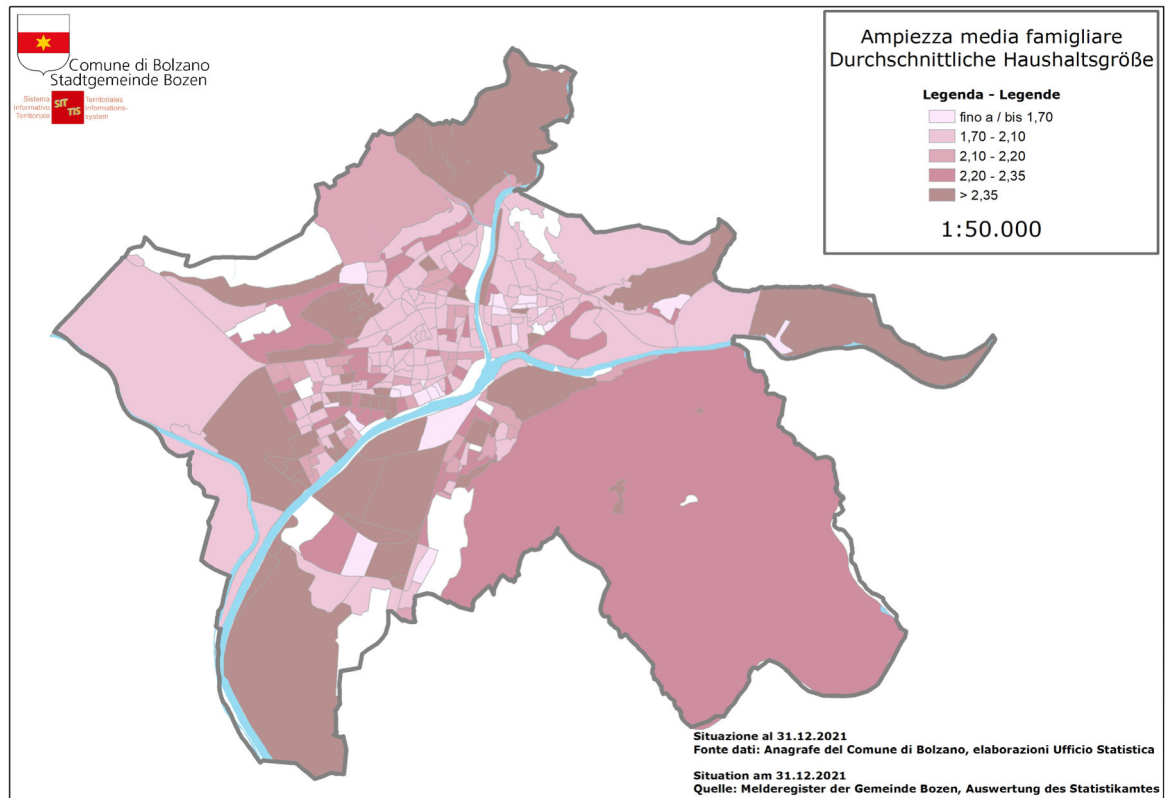 Comune di Bolzano
Stadtgemeinde Bozen
Sistema
Informativo
Territoriale
SIT
TIS
Territoriales
Informations-
system
Ampiezza media famigliare
Durchschnittliche Haushaltsgröße
Legenda - Legende
fino a / bis 1,70
1,70 - 2,10
2,10 - 2,20
2,20 - 2,35
> 2,35
1:50.000
Situazione al 31.12.2021
Fonte dati: Anagrafe del Comune di Bolzano, elaborazioni Ufficio Statistica
Situation am 31.12.2021
Quelle: Melderegister der Gemeinde Bozen, Auswertung des Statistikamtes